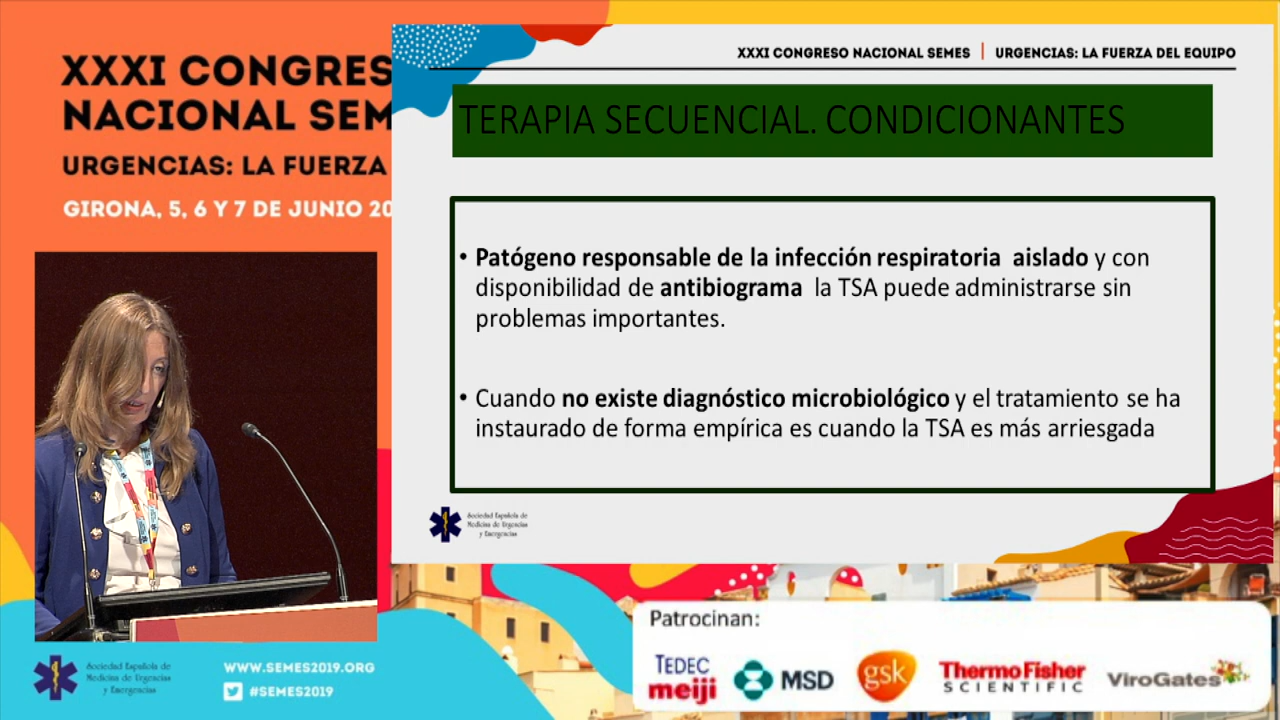 XXXI CONGRES
NACIONAL SEM
URGENCIAS: LA FUERZA
GIRONA, 5, 6 Y 7 DE JUNIO 20
XXXI CONGRESO NACIONAL SEMES | URGENCIAS: LA FUERZA DEL EQUIPO
TERAPIA SECUENCIAL. CONDICIONANTES
• Patógeno responsable de la infección respiratoria aislado y con
disponibilidad de antibiograma la TSA puede administrarse sin
problemas importantes.
• Cuando no existe diagnóstico microbiológico y el tratamiento se ha
instaurado de forma empírica es cuando la TSA es más arriesgada
Sociedad Española de
Medicina de Urgencias
y Emergencias
Sociedad Española de
Medicina de Urgencias
y Emergencias
WWW.SEMES2019.ORG
#SEMES2019
Patrocinan:
TEDEC
meiji
MSD
gsk
ThermoFisher
SCIENTIFIC
ViroGates